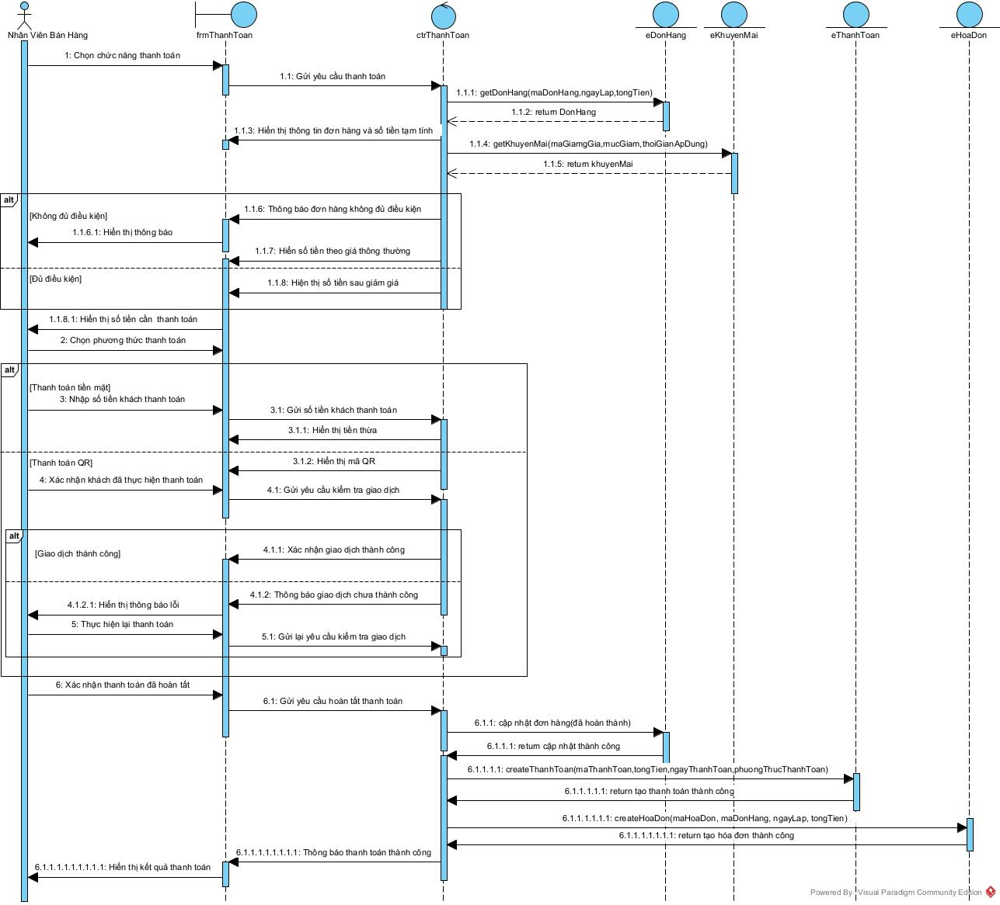 Nhân Viên Bán Hàng
frmThanhToan
ctrThanhToan
eDonHang
eKhuyenMai
eThanhToan
eHoaDon
1: Chọn chức năng thanh toán
1.1: Gửi yêu cầu thanh toán
1.1.1: getDonHang(maDonHang,ngayLap,tongTien)
1.1.2: return DonHang
1.1.3: Hiển thị thông tin đơn hàng và số tiền tạm tính
1.1.4: getKhuyenMai(maGiamgGia,mucGiam,thoiGianApDung)
1.1.5: return khuyenMai
alt
[Không đủ điều kiện]
1.1.6: Thông báo đơn hàng không đủ điều kiện
1.1.6.1: Hiển thị thông báo
1.1.7: Hiển số tiền theo giá thông thường
[Đủ điều kiện]
1.1.8: Hiện thị số tiền sau giảm giá
1.1.8.1: Hiển thị số tiền cần  thanh toán
2: Chọn phương thức thanh toán
alt
[Thanh toán tiền mặt]
3: Nhập số tiền khách thanh toán
3.1: Gửi số tiền khách thanh toán
3.1.1: Hiển thị tiền thừa
[Thanh toán QR]
3.1.2: Hiển thị mã QR
4: Xác nhận khách đã thực hiện thanh toán
4.1: Gửi yêu cầu kiểm tra giao dịch
alt
[Giao dịch thành công]
4.1.1: Xác nhận giao dịch thành công
4.1.2: Thông báo giao dịch chưa thành công
4.1.2.1: Hiển thị thông báo lỗi
5: Thực hiện lại thanh toán
5.1: Gửi lại yêu cầu kiểm tra giao dịch
6: Xác nhận thanh toán đã hoàn tất
6.1: Gửi yêu cầu hoàn tất thanh toán
6.1.1: cập nhật đơn hàng(đã hoàn thành)
6.1.1.1: return cập nhật thành công
6.1.1.1.1: createThanhToan(maThanhToan,tongTien,ngayThanhToan,phuongThucThanhToan)
6.1.1.1.1.1: return tạo thanh toán thành công
6.1.1.1.1.1.1: createHoaDon(maHoaDon, maDonHang, ngayLap, tongTien)
6.1.1.1.1.1.1.1: return tạo hóa đơn thành công
6.1.1.1.1.1.1.1.1: Thông báo thanh toán thành công
6.1.1.1.1.1.1.1.1.1: Hiển thị kết quả thanh toán
Powered By Visual Paradigm Community Edition